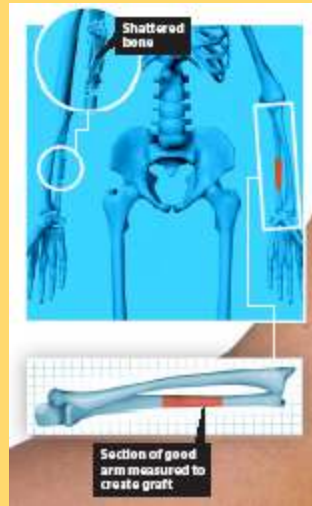 Shattered
bone
Section of good
arm measured to
create graft